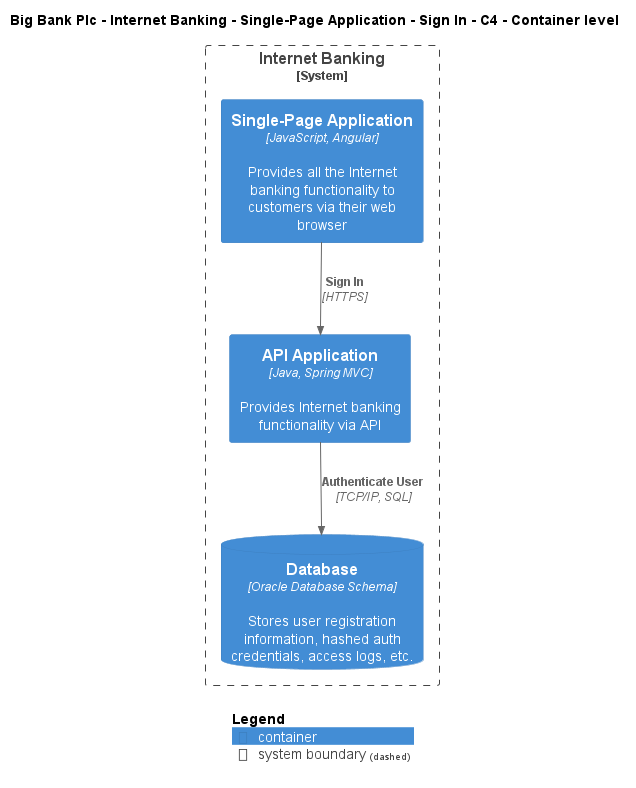 Big Bank Plc - Internet Banking - Single-Page Application - Sign In - C4 - Container level
Internet Banking
[System]
Single-Page Application
[JavaScript, Angular]
Provides all the Internet
banking functionality to
customers via their web
browser
Sign In
[HTTPS]
API Application
[Java, Spring MVC]
Provides Internet banking
functionality via API
Authenticate User
[TCP/IP, SQL]
Database
[Oracle Database Schema]
Stores user registration
information, hashed auth
credentials, access logs, etc.
Legend
container
system boundary (dashed)